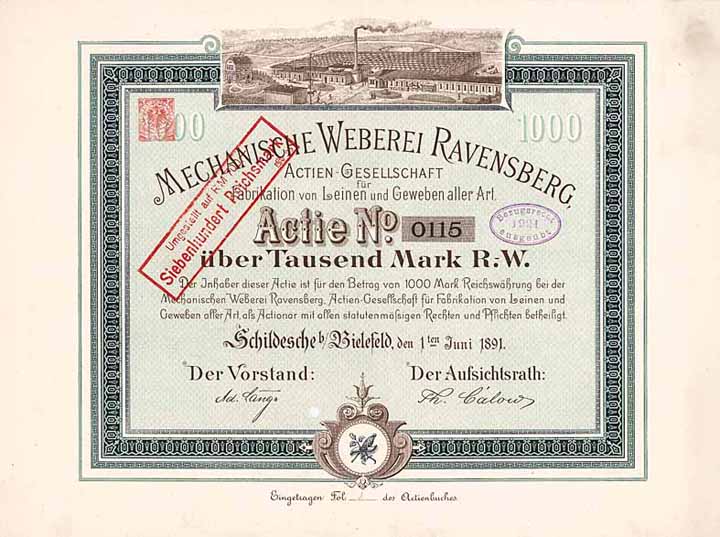 1000
MECHANISCHE WEBEREI RAVENSBERG,
ACTIEN-GESELLSCHAFT
für
Fabrikation von Leinen und Geweben aller Art.
Umgestellt auf R.M.
Siebenhundert Reichsmark
Actie No. 0115
Bezugsrecht
1921
ausgeübt
über Tausend Mark R.-W.
Der Inhaber dieser Actie ist für den Betrag von 1000 Mark Reichswährung bei der
Mechanischen Weberei Ravensberg, Actien-Gesellschaft für Fabrikation von Leinen und
Geweben aller Art, als Actionär mit allen statutenmässigen Rechten und Pflichten betheiligt.
Schildesche b/Bielefeld, den 1ten Juni 1891.
Der Vorstand: Der Aufsichtsrath:
Ad. Lange Th. Calow
Eingetragen Fol des Actienbuches